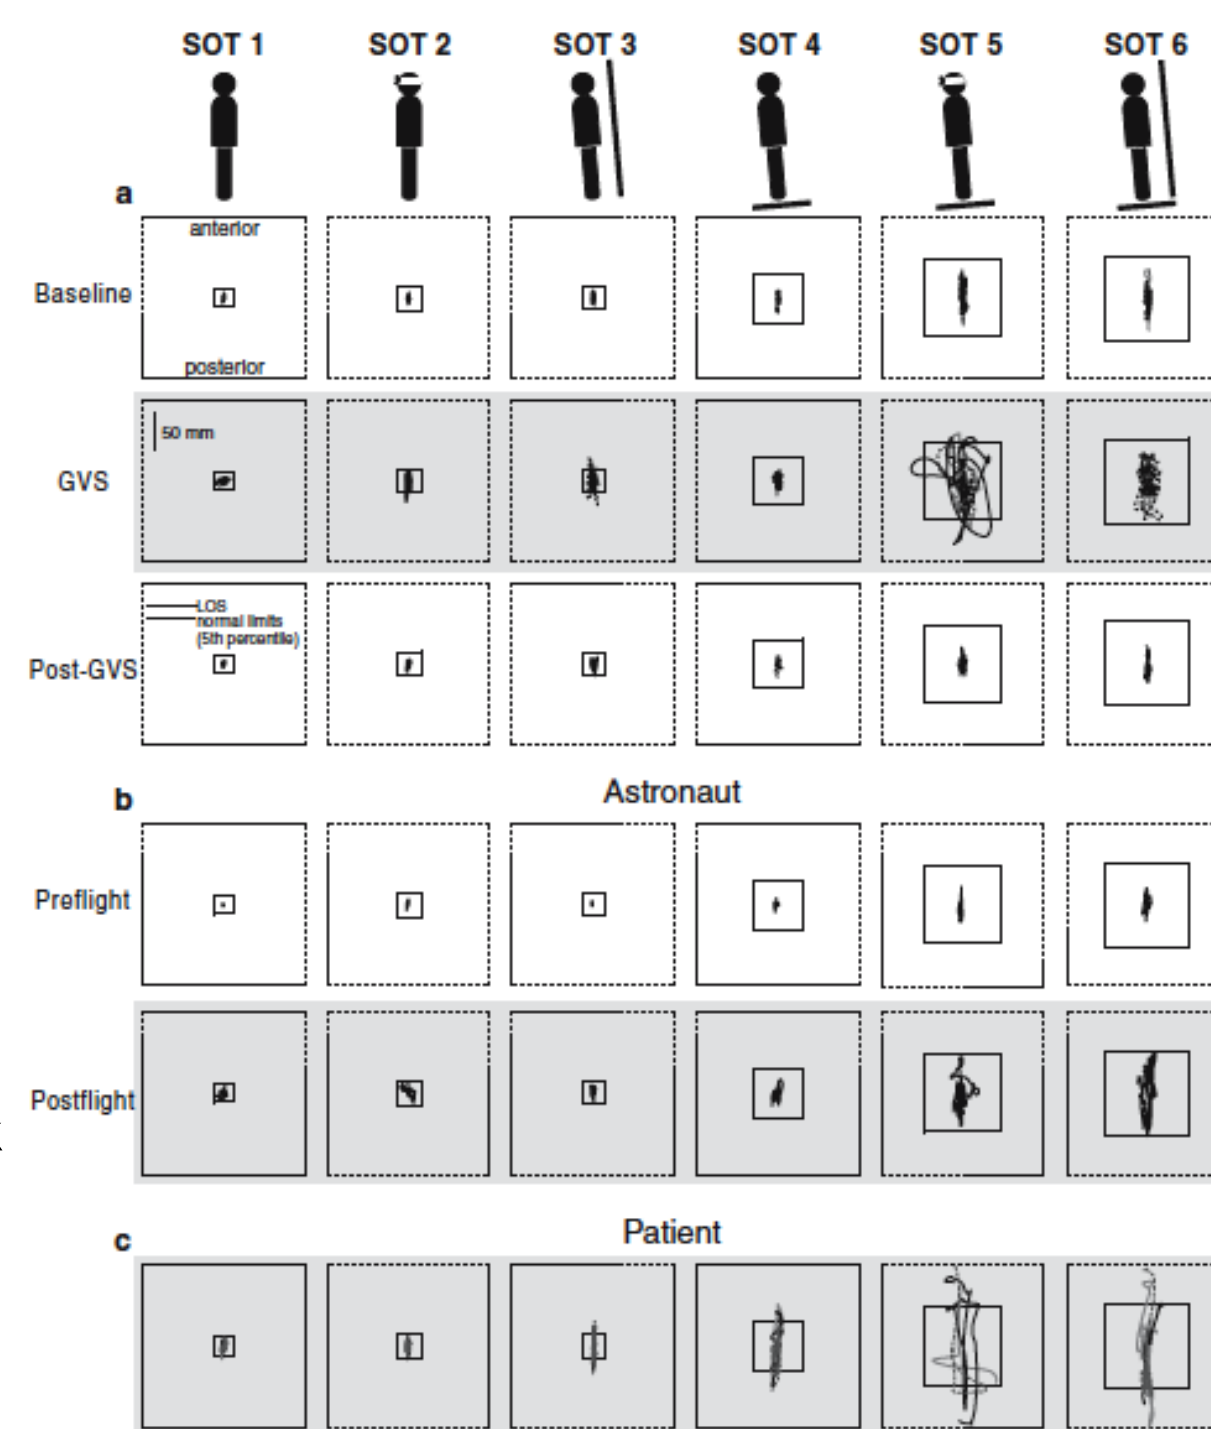 SOT 1 SOT 2 SOT 3 SOT 4 SOT 5 SOT 6
a
anterior
Baseline
posterior
50 mm
GVS
LOS
normal limits
(5th percentile)
Post-GVS
b Astronaut
Preflight
Postflight
c Patient